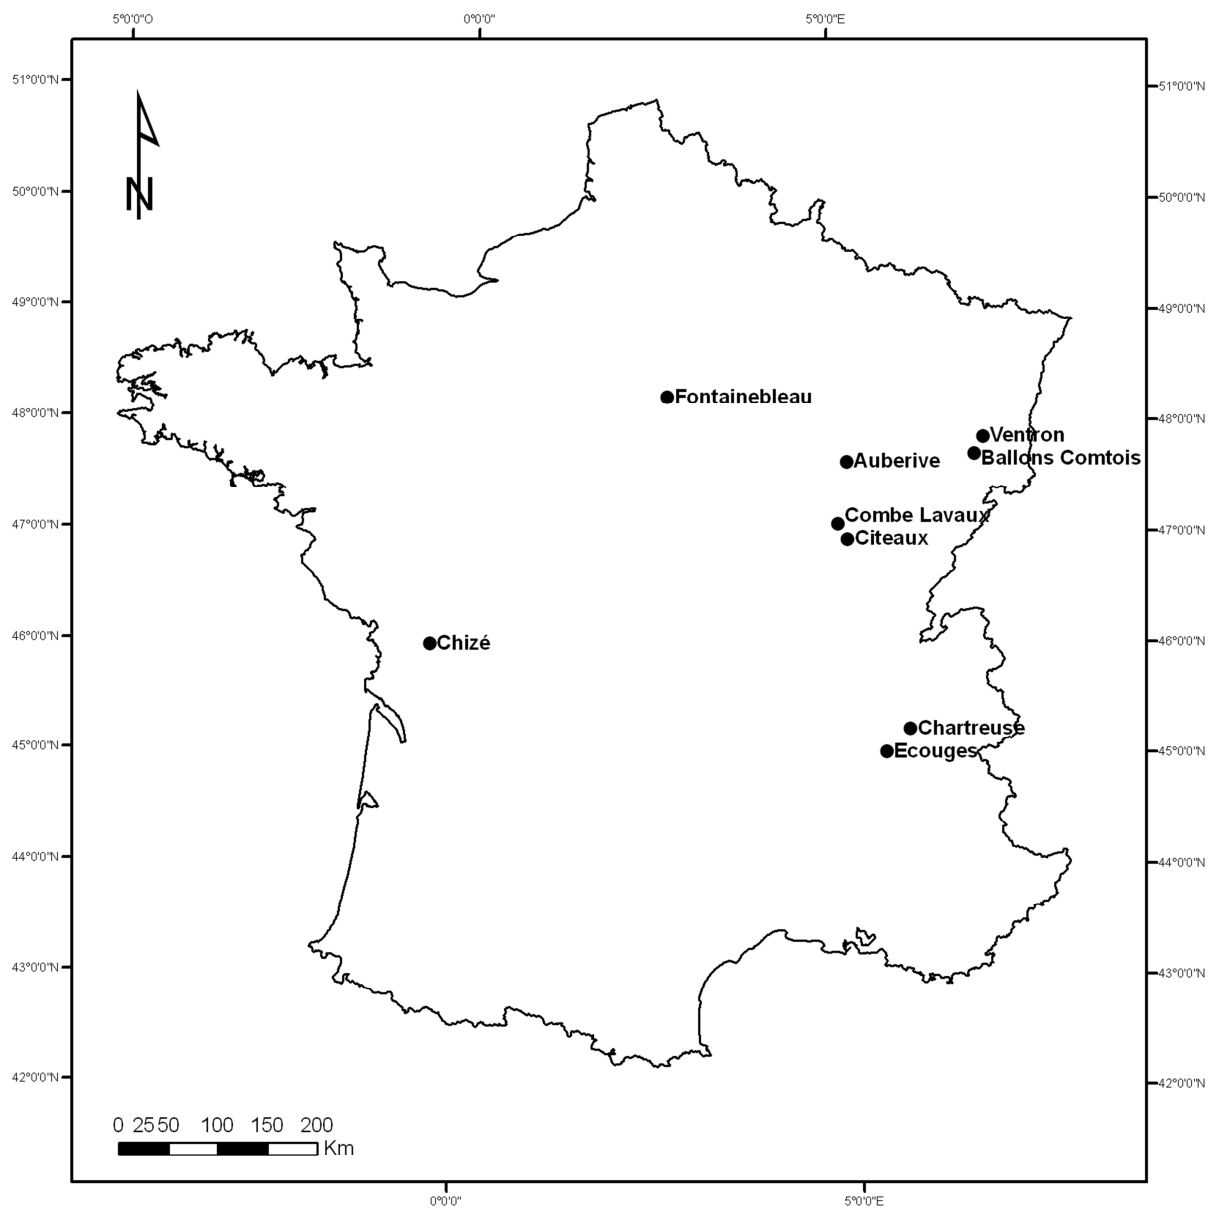 5°0'0"O 0°0'0" 5°0'0"E
51°0'0"N 51°0'0"N
N
50°0'0"N 50°0'0"N
49°0'0"N 49°0'0"N
Fontainebleau
48°0'0"N 48°0'0"N
Ventron
Ballons Comtois
Auberive
Combe Lavaux
47°0'0"N 47°0'0"N
Citeaux
46°0'0"N 46°0'0"N
Chizé
Chartreuse
45°0'0"N Ecouges 45°0'0"N
44°0'0"N 44°0'0"N
43°0'0"N 43°0'0"N
42°0'0"N 42°0'0"N
0 25 50 100 150 200
Km
0°0'0" 5°0'0"E